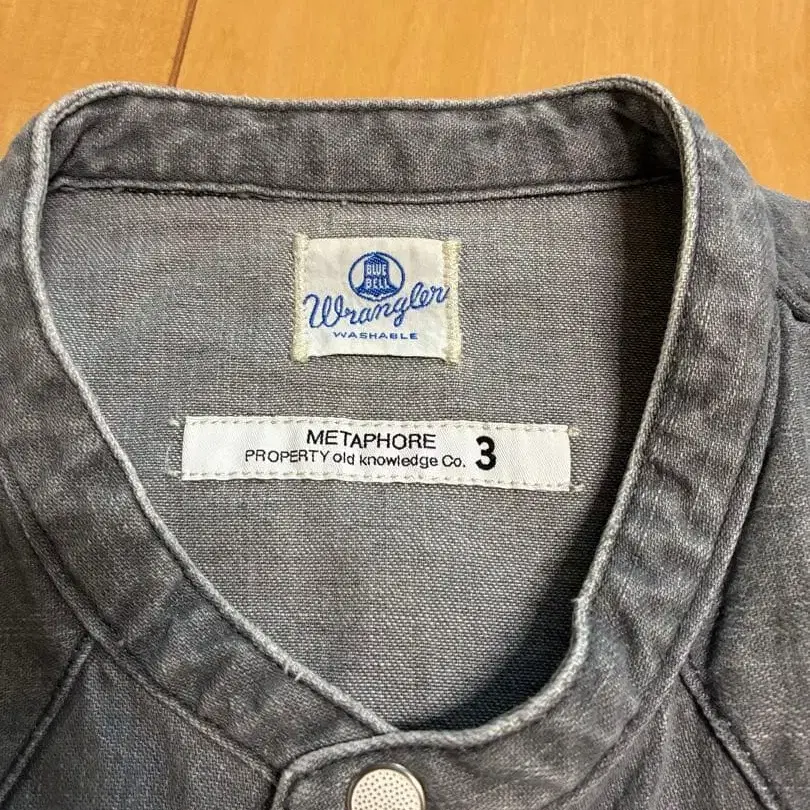 BLUE
BELL
Wrangler
WASHABLE
METAPHORE
PROPERTY old knowledge Co. 3